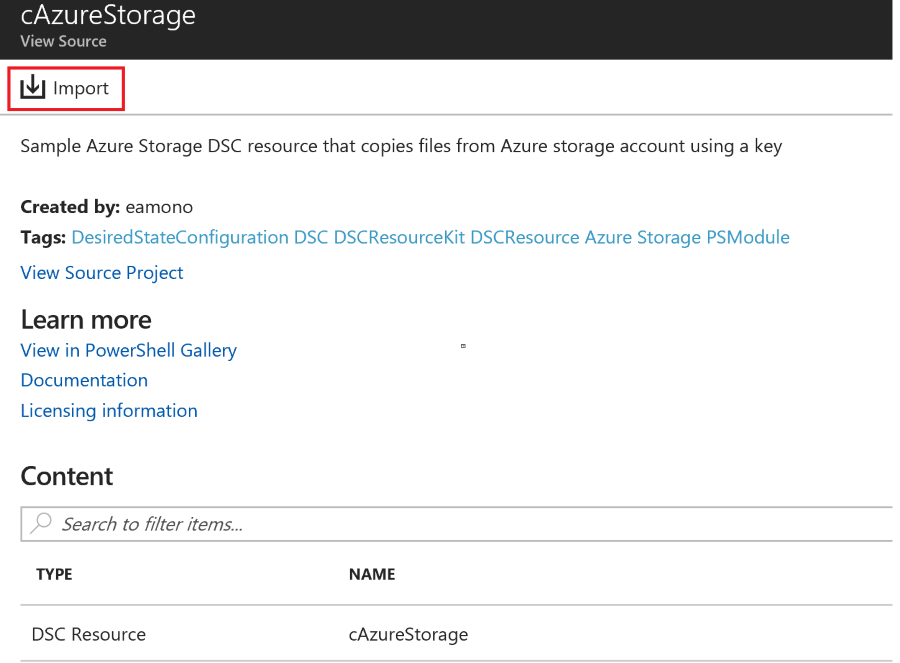 cAzureStorage
View Source
Import
Sample Azure Storage DSC resource that copies files from Azure storage account using a key
Created by: eamono
Tags: DesiredStateConfiguration DSC DSCResourceKit DSCResource Azure Storage PSModule
View Source Project
Learn more
View in PowerShell Gallery
Documentation
Licensing information
Content
Search to filter items...
TYPE NAME
DSC Resource cAzureStorage